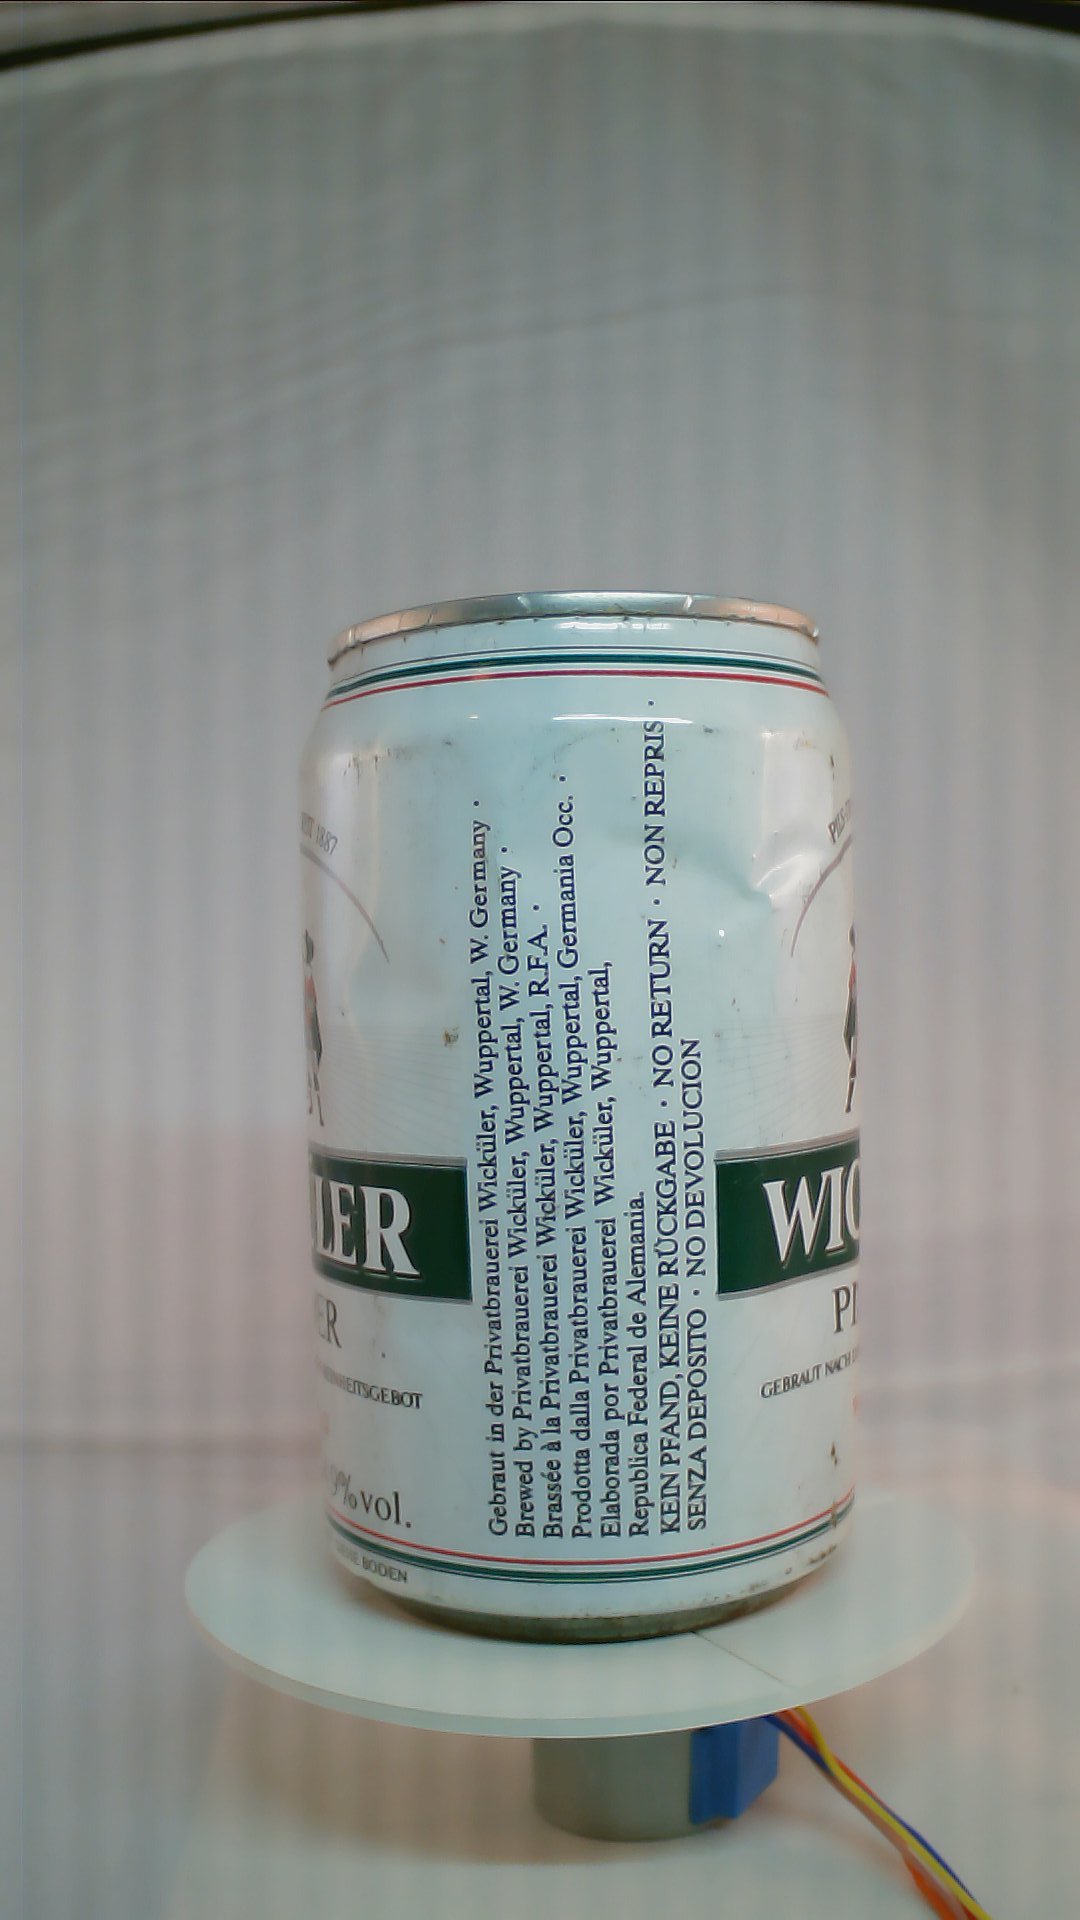 Gebraut in der Privatbrauerei Wicküler, Wuppertal, W. Germany ·
Brewed by Privatbrauerei Wicküler, Wuppertal, W. Germany ·
Brassée à la Privatbrauerei Wicküler, Wuppertal, R.F.A. ·
Prodotta dalla Privatbrauerei Wicküler, Wuppertal, Germania Occ. ·
Elaborada por Privatbrauerei Wicküler, Wuppertal,
Republica Federal de Alemania.
KEIN PFAND, KEINE RÜCKGABE · NO RETURN · NON REPRIS ·
SENZA DEPOSITO · NO DEVOLUCION
1887
LER
ER
9% vol.
BODEN
WIC
GEBRAUT NACH